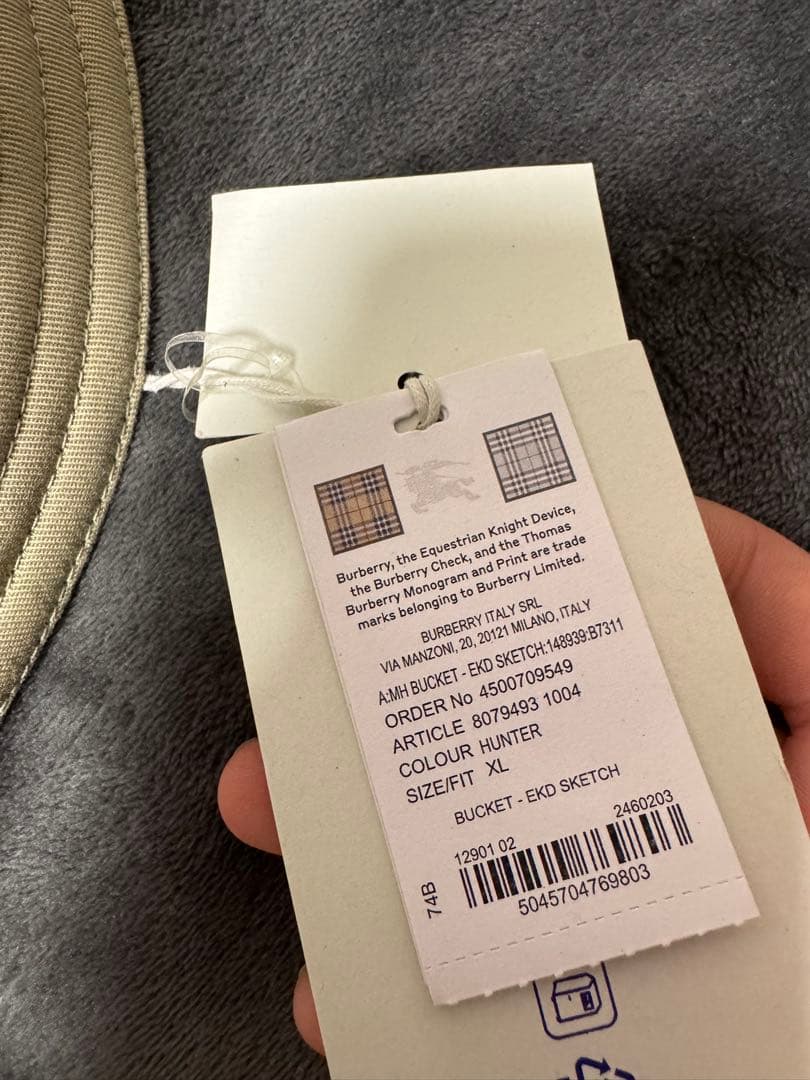 Burberry, the Equestrian Knight Device,
the Burberry Check, and the Thomas
Burberry Monogram and Print are trade
marks belonging to Burberry Limited.
BURBERRY ITALY SRL
VIA MANZONI, 20, 20121 MILANO, ITALY
A:MH BUCKET - EKD SKETCH:148939:B7311
ORDER No 4500709549
ARTICLE 8079493 1004
COLOUR HUNTER
SIZE/FIT XL
BUCKET - EKD SKETCH
12901 02 2460203
74B
5045704769803